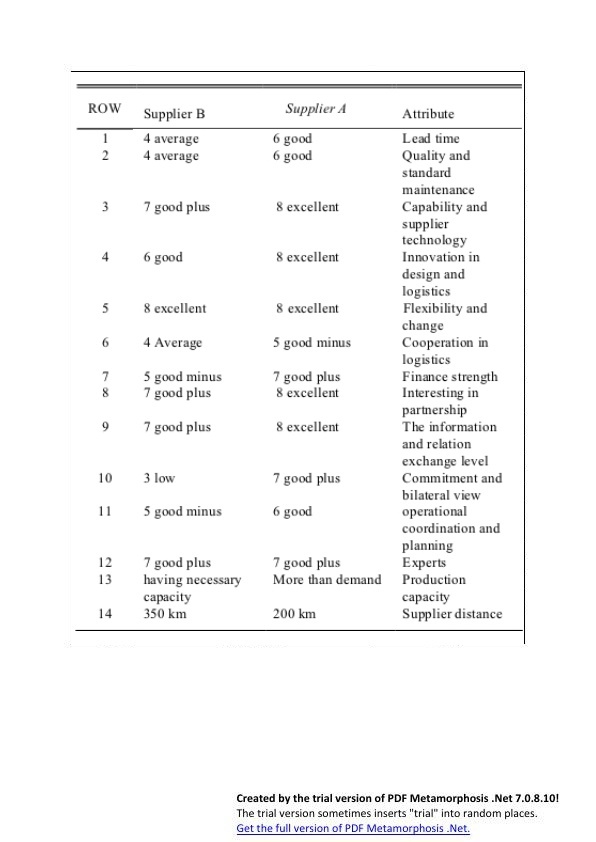 ROW Supplier B Supplier A Attribute
1 4 average 6 good Lead time
2 4 average 6 good Quality and
standard
maintenance
3 7 good plus 8 excellent Capability and
supplier
technology
4 6 good 8 excellent Innovation in
design and
logistics
5 8 excellent 8 excellent Flexibility and
change
6 4 Average 5 good minus Cooperation in
logistics
7 5 good minus 7 good plus Finance strength
8 7 good plus 8 excellent Interesting in
partnership
9 7 good plus 8 excellent The information
and relation
exchange level
10 3 low 7 good plus Commitment and
bilateral view
11 5 good minus 6 good operational
coordination and
planning
12 7 good plus 7 good plus Experts
13 having necessary More than demand Production
capacity capacity
14 350 km 200 km Supplier distance
Created by the trial version of PDF Metamorphosis .Net 7.0.8.10!
The trial version sometimes inserts "trial" into random places.
Get the full version of PDF Metamorphosis .Net.